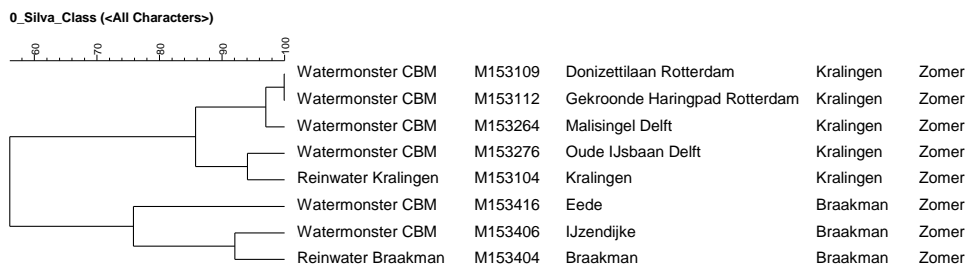 0_Silva_Class (<All Characters>)
60 70 80 90 100
Watermonster CBM M153109 Donizettilaan Rotterdam Kralingen Zomer
Watermonster CBM M153112 Gekroonde Haringpad Rotterdam Kralingen Zomer
Watermonster CBM M153264 Malisingel Delft Kralingen Zomer
Watermonster CBM M153276 Oude IJsbaan Delft Kralingen Zomer
Reinwater Kralingen M153104 Kralingen Kralingen Zomer
Watermonster CBM M153416 Eede Braakman Zomer
Watermonster CBM M153406 IJzendijke Braakman Zomer
Reinwater Braakman M153404 Braakman Braakman Zomer